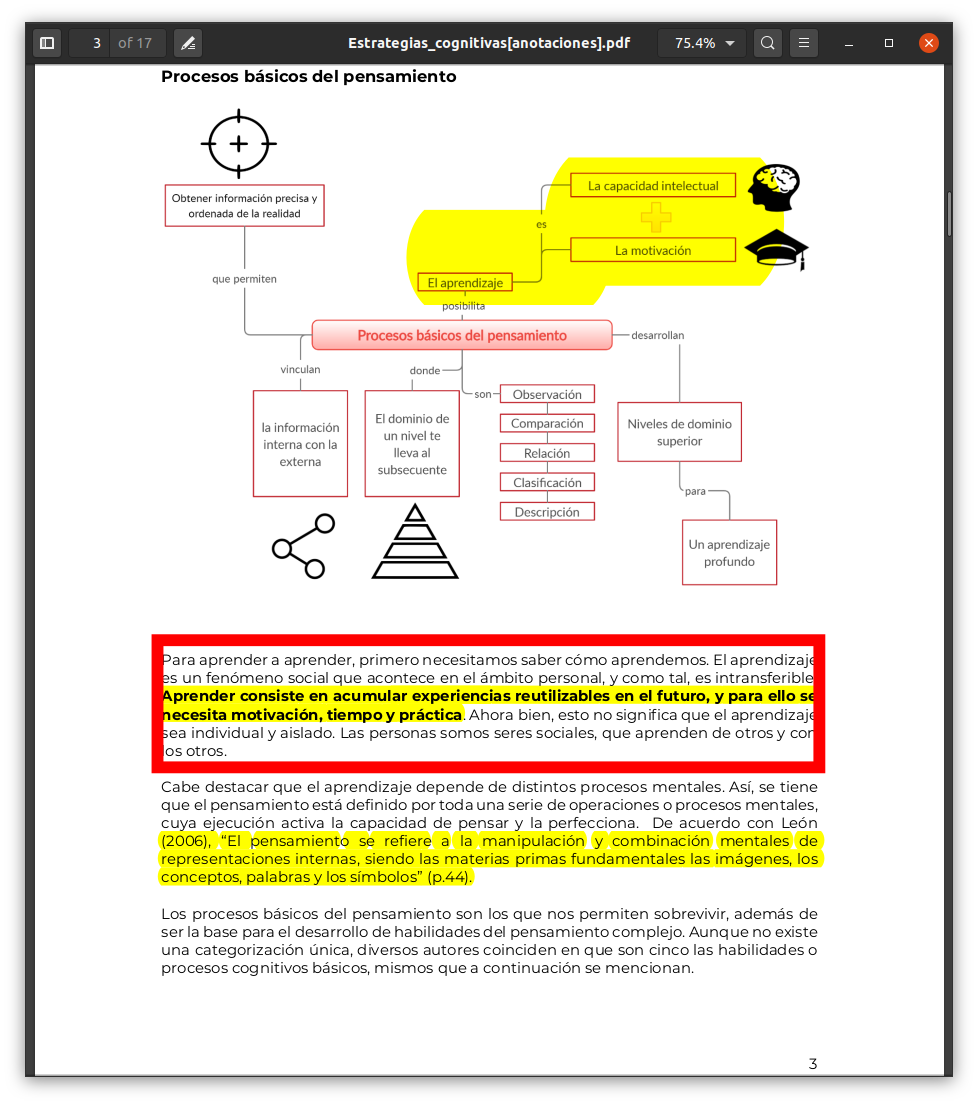 3 of 17
Estrategias_cognitivas[anotaciones].pdf
75.4%
Procesos básicos del pensamiento
Obtener información precisa y
ordenada de la realidad
que permiten
La capacidad intelectual
es
La motivación
El aprendizaje
posibilita
Procesos básicos del pensamiento
desarrollan
vinculan
donde
son
la información
interna con la
externa
El dominio de
un nivel te
lleva al
subsecuente
Observación
Comparación
Relación
Clasificación
Descripción
Niveles de dominio
superior
para
Un aprendizaje
profundo
Para aprender a aprender, primero necesitamos saber cómo aprendemos. El aprendizaje
es un fenómeno social que acontece en el ámbito personal, y como tal, es intransferible
Aprender consiste en acumular experiencias reutilizables en el futuro, y para ello se
necesita motivación, tiempo y práctica. Ahora bien, esto no significa que el aprendizaje
sea individual y aislado. Las personas somos seres sociales, que aprenden de otros y con
los otros.
Cabe destacar que el aprendizaje depende de distintos procesos mentales. Así, se tiene
que el pensamiento está definido por toda una serie de operaciones o procesos mentales,
cuya ejecución activa la capacidad de pensar y la perfecciona. De acuerdo con León
(2006), “El pensamiento se refiere a la manipulación y combinación mentales de
representaciones internas, siendo las materias primas fundamentales las imágenes, los
conceptos, palabras y los símbolos” (p.44).
Los procesos básicos del pensamiento son los que nos permiten sobrevivir, además de
ser la base para el desarrollo de habilidades del pensamiento complejo. Aunque no existe
una categorización única, diversos autores coinciden en que son cinco las habilidades o
procesos cognitivos básicos, mismos que a continuación se mencionan.
3